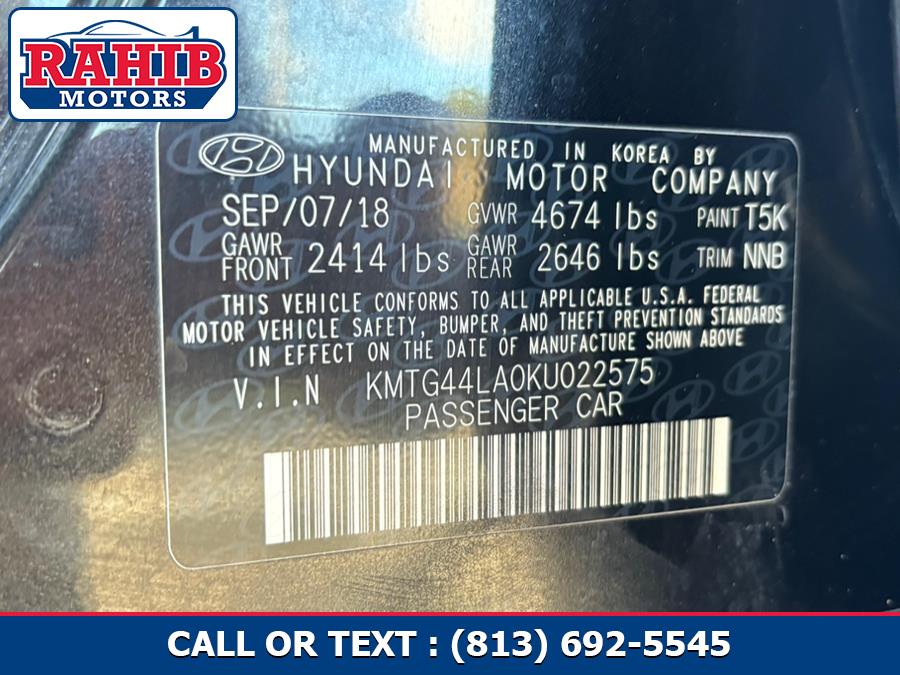 RAHIB
MOTORS
MANUFACTURED IN KOREA BY
HYUNDAI MOTOR COMPANY
SEP/07/18 GVWR 4674 lbs PAINT T5K
GAWR FRONT 2414 lbs GAWR REAR 2646 lbs TRIM NNB
THIS VEHICLE CONFORMS TO ALL APPLICABLE U.S.A. FEDERAL
MOTOR VEHICLE SAFETY, BUMPER, AND THEFT PREVENTION STANDARDS
IN EFFECT ON THE DATE OF MANUFACTURE SHOWN ABOVE
V.I.N KMTG44LA0KU022575
PASSENGER CAR
CALL OR TEXT : (813) 692-5545